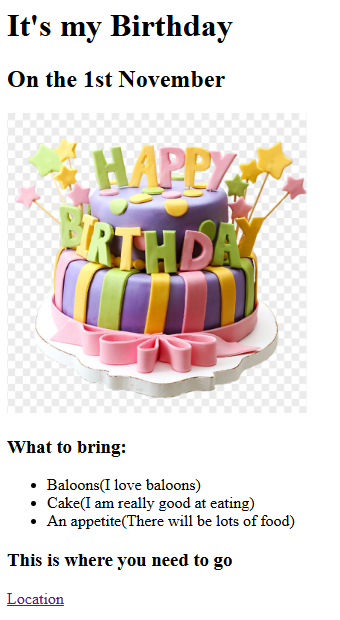 It's my Birthday
On the 1st November
HAPPY
BIRTHDAY
What to bring:
Baloons(I love baloons)
Cake(I am really good at eating)
An appetite(There will be lots of food)
This is where you need to go
Location